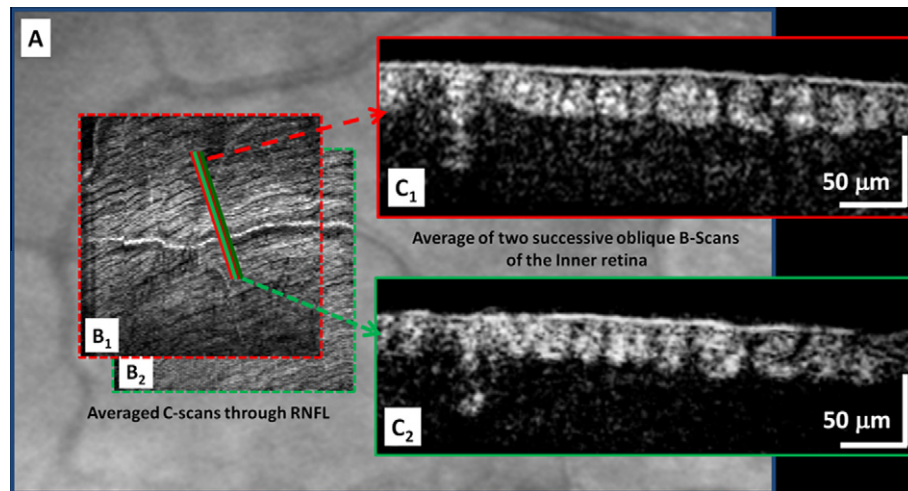 A
C₁
50 μm
Average of two successive oblique B-Scans
of the Inner retina
B₁
B₂
Averaged C-scans through RNFL
C₂
50 μm